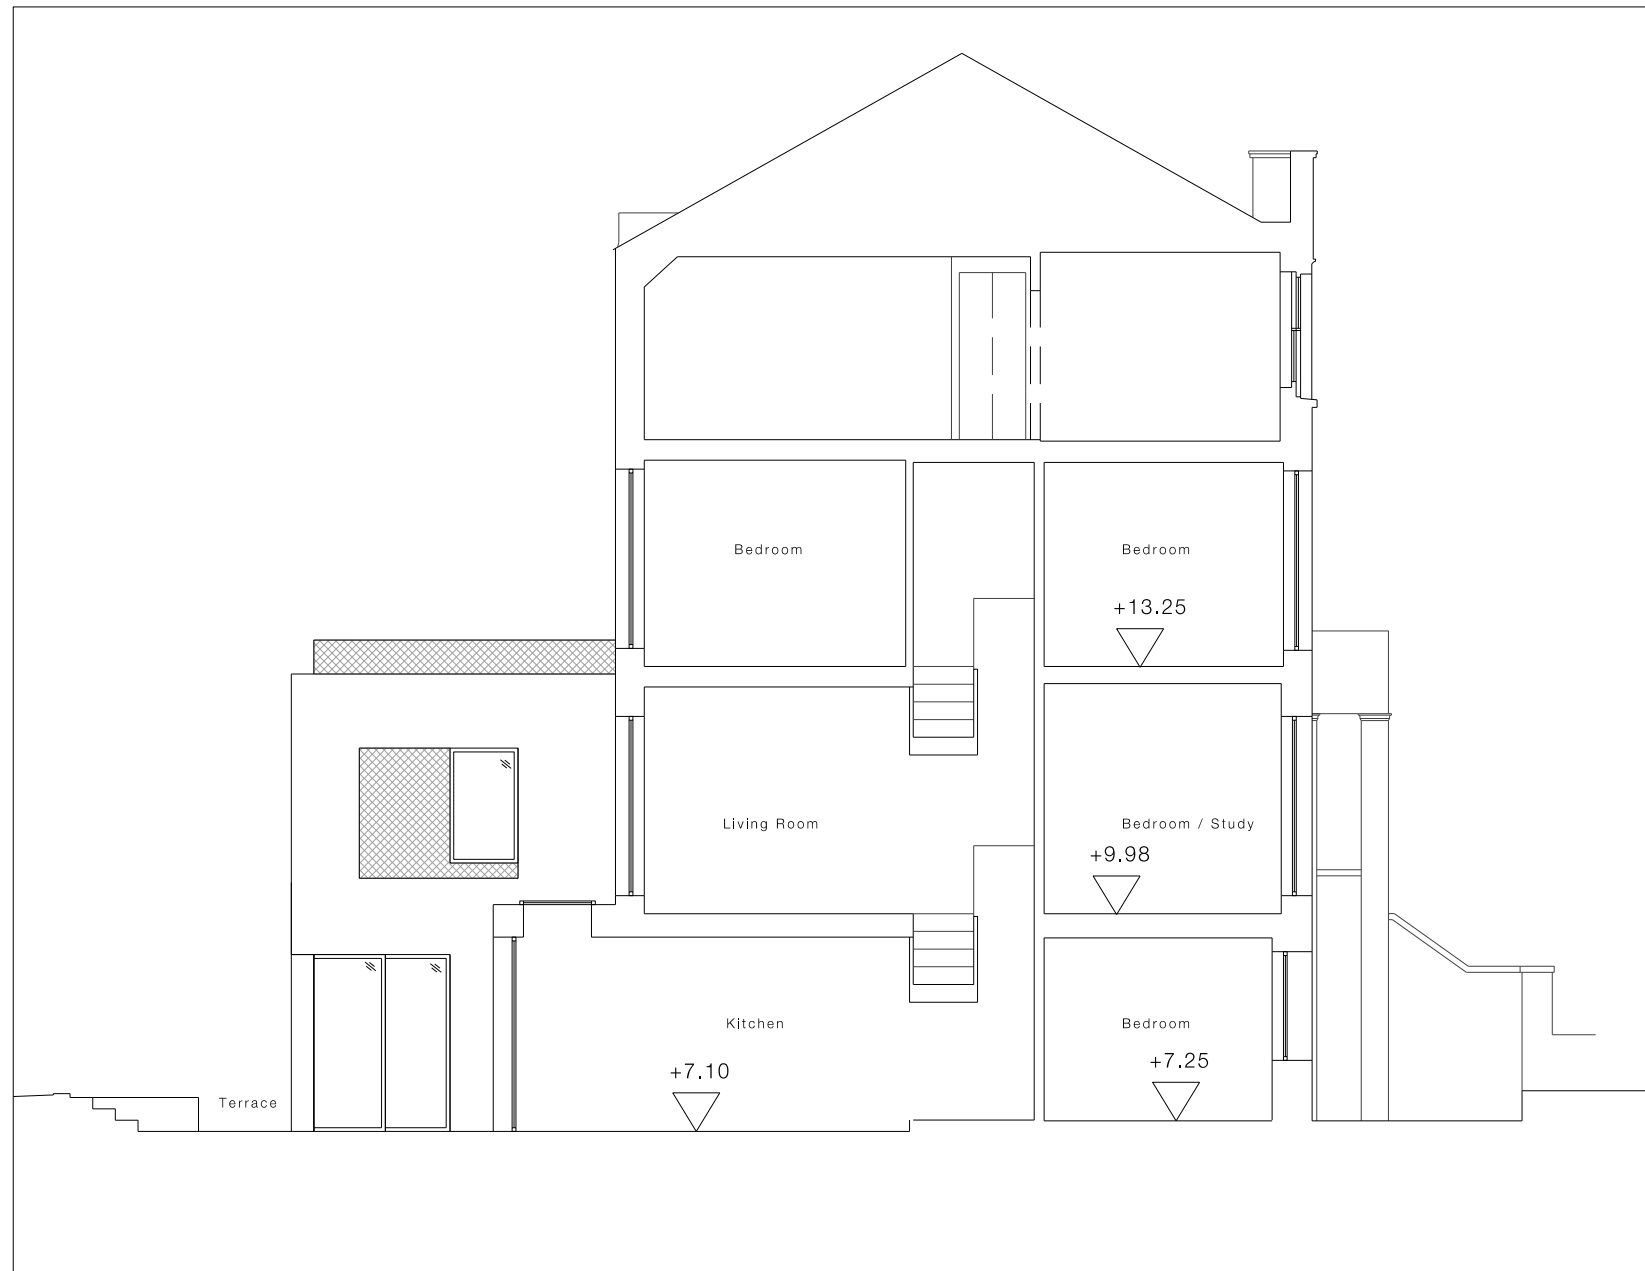 Bedroom
Bedroom
+13.25
Living Room
Bedroom / Study
+9.98
Kitchen
Bedroom
+7.10
+7.25
Terrace